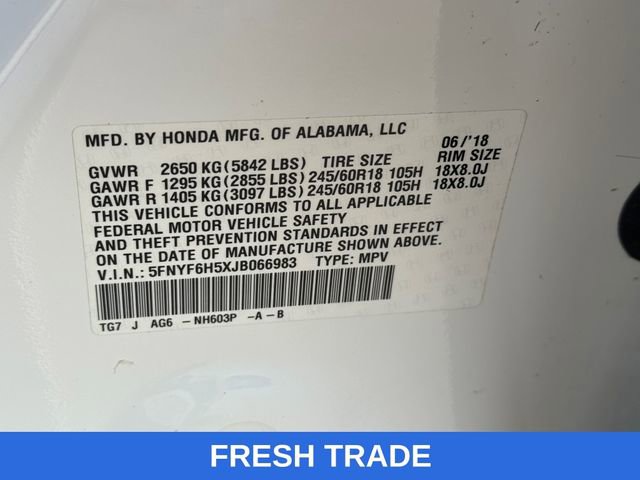 MFD. BY HONDA MFG. OF ALABAMA, LLC 06/'18
GVWR 2650 KG(5842 LBS) TIRE SIZE RIM SIZE
GAWR F 1295 KG(2855 LBS)245/60R18 105H 18X8.0J
GAWR R 1405 KG(3097 LBS)245/60R18 105H 18X8.0J
THIS VEHICLE CONFORMS TO ALL APPLICABLE
FEDERAL MOTOR VEHICLE SAFETY
AND THEFT PREVENTION STANDARDS IN EFFECT
ON THE DATE OF MANUFACTURE SHOWN ABOVE.
V.I.N.: 5FNYF6H5XJB066983 TYPE: MPV
TG7 J AG6 -NH603P -A-B
FRESH TRADE